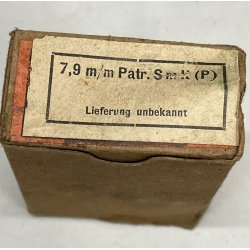 7,9 m/m Patr. S m K (P)
Lieferung unbekannt